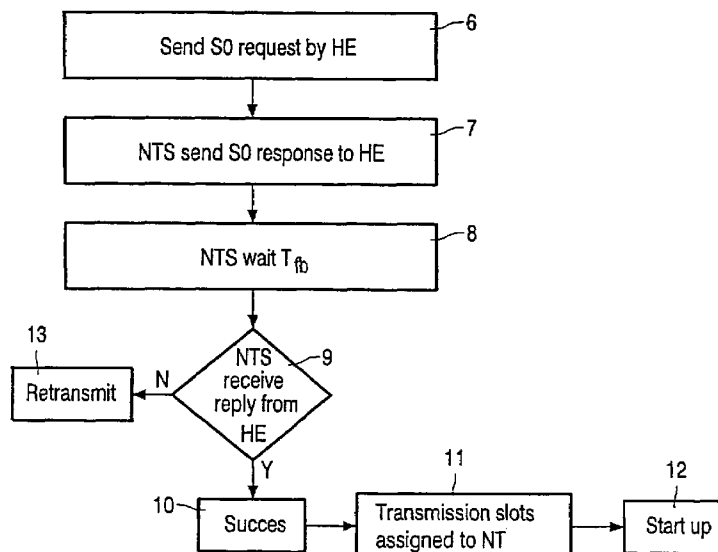 6
Send S0 request by HE
7
NTS send S0 response to HE
8
NTS wait Tfb
9
NTS
receive
reply from
HE
N
13
Retransmit
Y
10
Succes
11
Transmission slots
assigned to NT
12
Start up